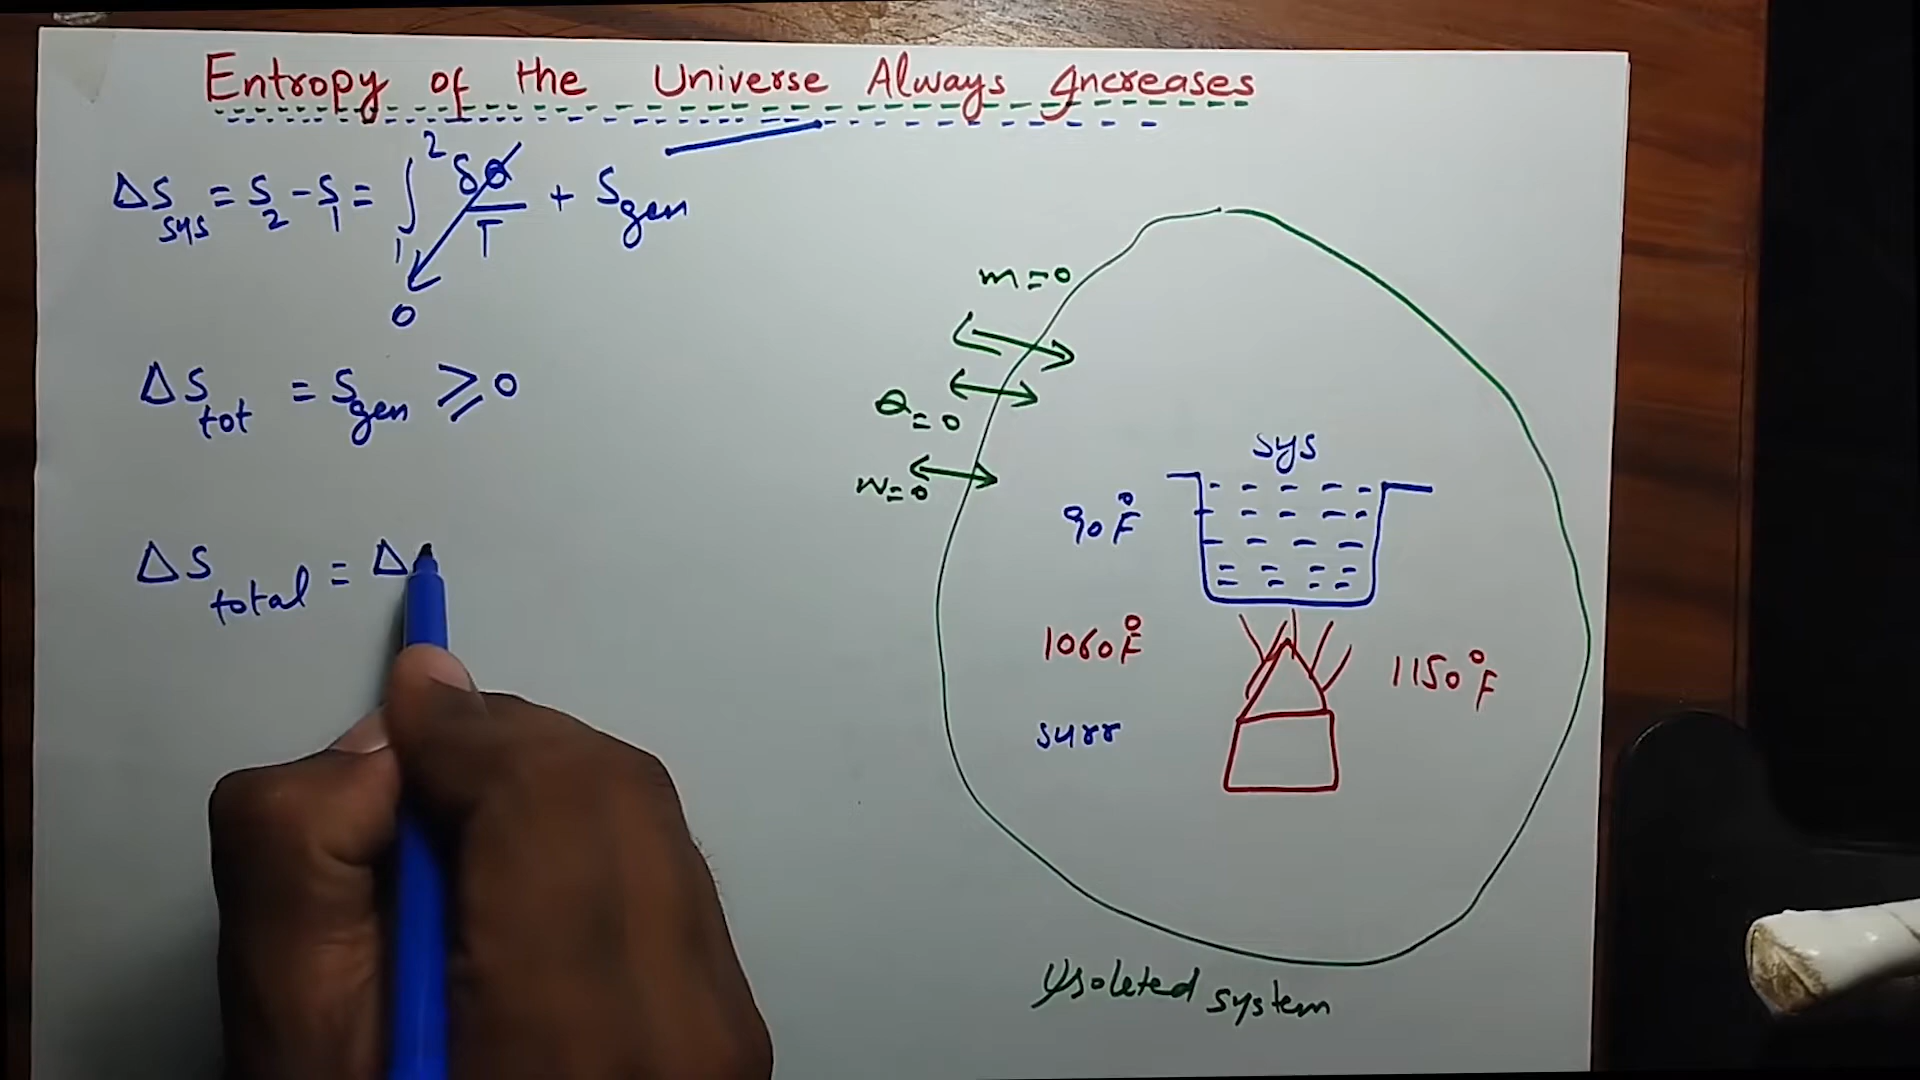 Entropy of the Universe Always Increases
ΔS_sys = S_2 - S_1 = ∫_1^2 δQ/T + S_gen
0
ΔS_tot = S_gen ≥ 0
ΔS_total = Δ
m=0
Q=0
W=0
sys
90°F
1060°F
1150°F
surr
Isoleted system